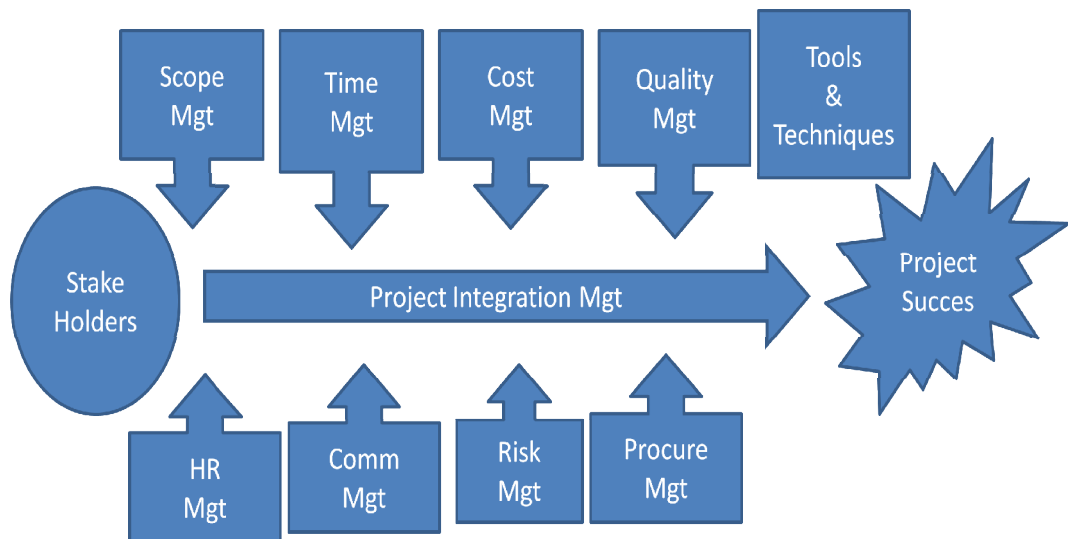 Scope
Mgt
Time
Mgt
Cost
Mgt
Quality
Mgt
Tools
&
Techniques
Stake
Holders
Project Integration Mgt
Project
Succes
HR
Mgt
Comm
Mgt
Risk
Mgt
Procure
Mgt